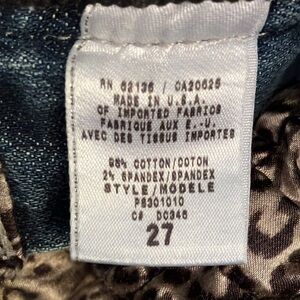 RN 62136 / CA20625
MADE IN U.S.A.
OF IMPORTED FABRICS
FABRIQUE AUX E.-U.
AVEC DES TISSUS IMPORTES
98% COTTON/COTON
2% SPANDEX/SPANDEX
STYLE/MODELE
PS301010
C# DC346
27